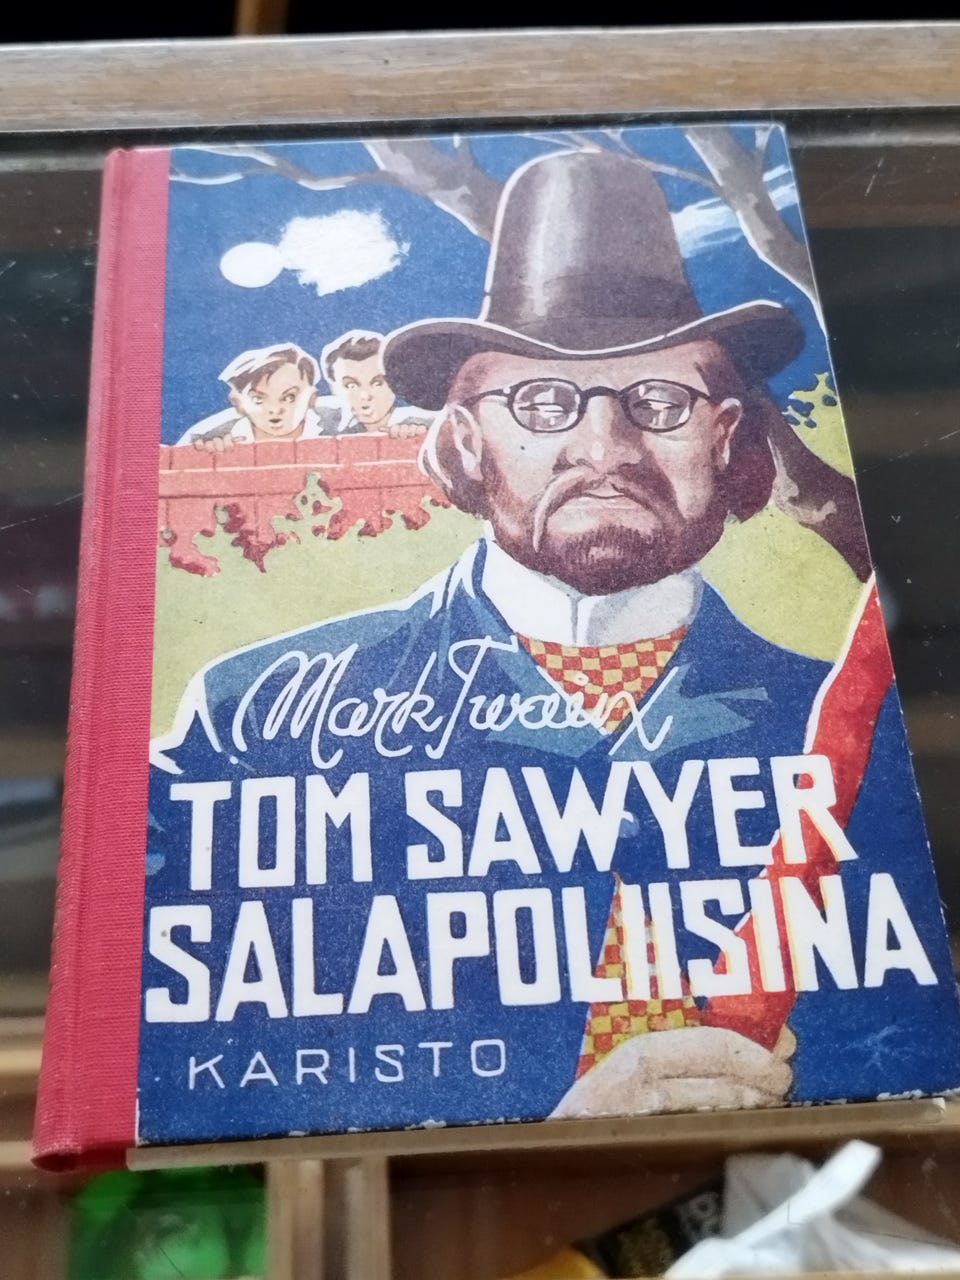 Mark Twain
TOM SAWYER
SALAPOLIISINA
KARISTO